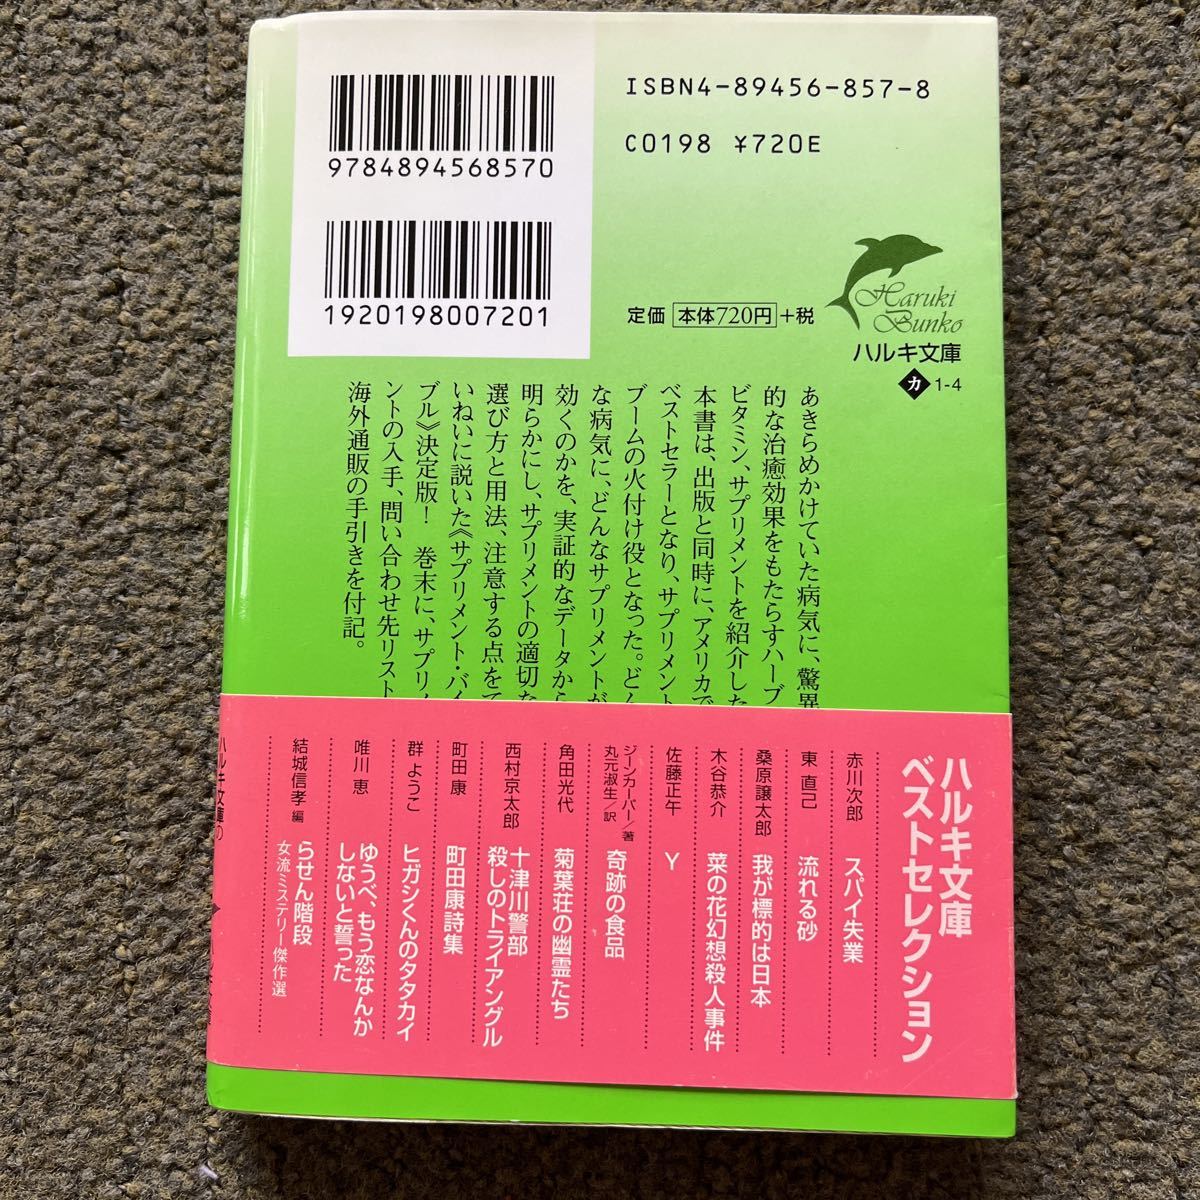 9784894568570
1920198007201
ISBN4-89456-857-8
C0198 ¥720E
定価 本体720円 +税
Haruki
Bunko
ハルキ文庫
カ 1-4
あきらめかけていた病気に、驚異
的な治癒効果をもたらすハーブ
ビタミン、サプリメントを紹介した
本書は、出版と同時に、アメリカで
ベストセラーとなり、サプリメント
ブームの火付け役となった。どん
な病気に、どんなサプリメントが
効くのかを、実証的なデータから
明らかにし、サプリメントの適切な
選び方と用法、注意する点をて
いねいに説いた《サプリメント・バイ
ブル》決定版! 巻末に、サプリメ
ントの入手、問い合わせ先リスト
海外通販の手引きを付記。
ハルキ文庫
ベストセレクション
赤川次郎 スパイ失業
東 直己 流れる砂
桑原譲太郎 我が標的は日本
木谷恭介 菜の花幻想殺人事件
佐藤正午 Y
ジーンカーパー/著
丸元淑生/訳 奇跡の食品
角田光代 菊葉荘の幽霊たち
西村京太郎 十津川警部
殺しのトライアングル
町田 康 町田康詩集
群 ようこ ヒガシくんのタタカイ
唯川 恵 ゆうべ、もう恋なんか
しないと誓った
結城信孝 編 らせん階段
女流ミステリー傑作選
ハルキ文庫の